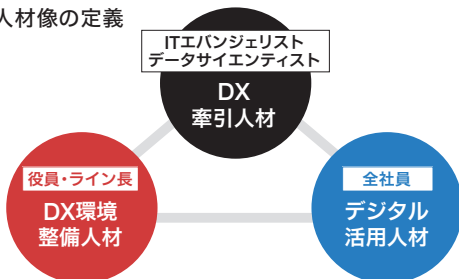 人材像の定義
ITエバンジェリスト
データサイエンティスト
DX
牽引人材
役員・ライン長
DX環境
整備人材
全社員
デジタル
活用人材